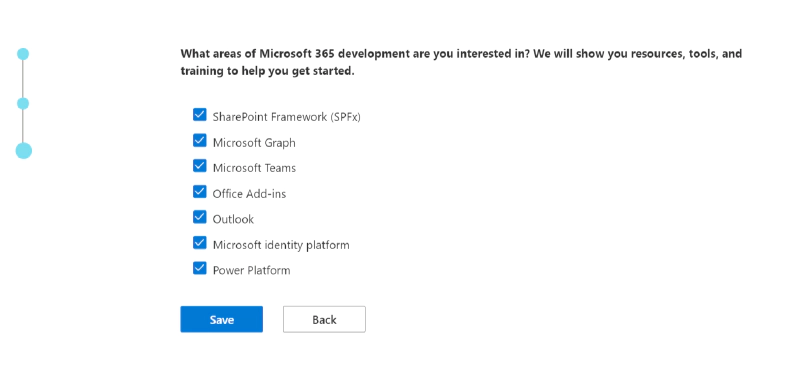 What areas of Microsoft 365 development are you interested in? We will show you resources, tools, and
training to help you get started.
SharePoint Framework (SPFx)
Microsoft Graph
Microsoft Teams
Office Add-ins
Outlook
Microsoft identity platform
Power Platform
Save
Back